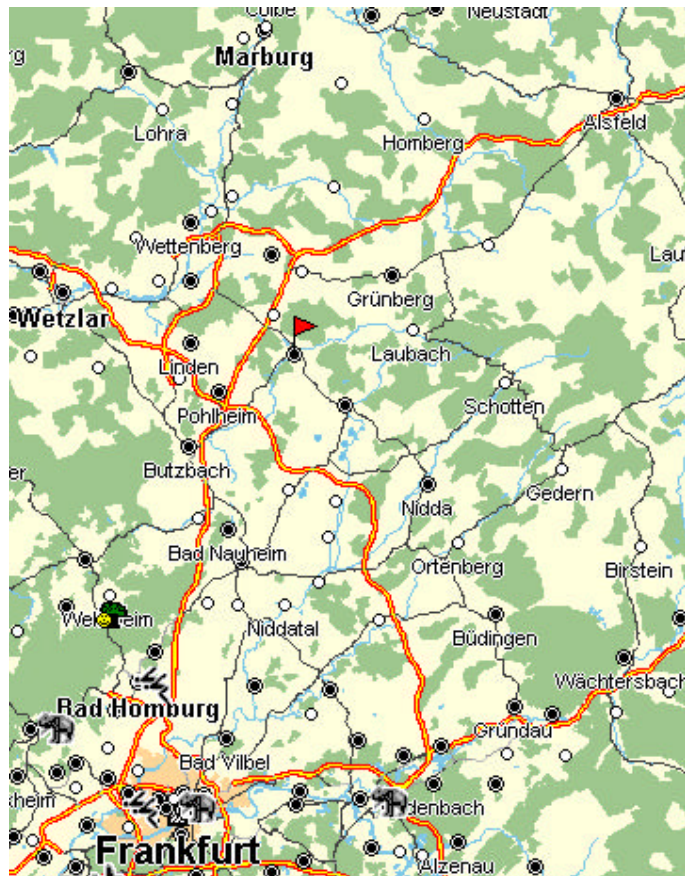 Neustadt
Marburg
Lohra
Homberg
Alsfeld
Wettenberg
Grünberg
Wetzlar
Laubach
Linden
Schotten
Pohlheim
Butzbach
Gedern
Nidda
Bad Nauheim
Ortenberg
Birstein
Niddatal
Büdingen
Wächtersbach
Bad Homburg
Gründau
Bad Vilbel
Frankfurt
Alzenau